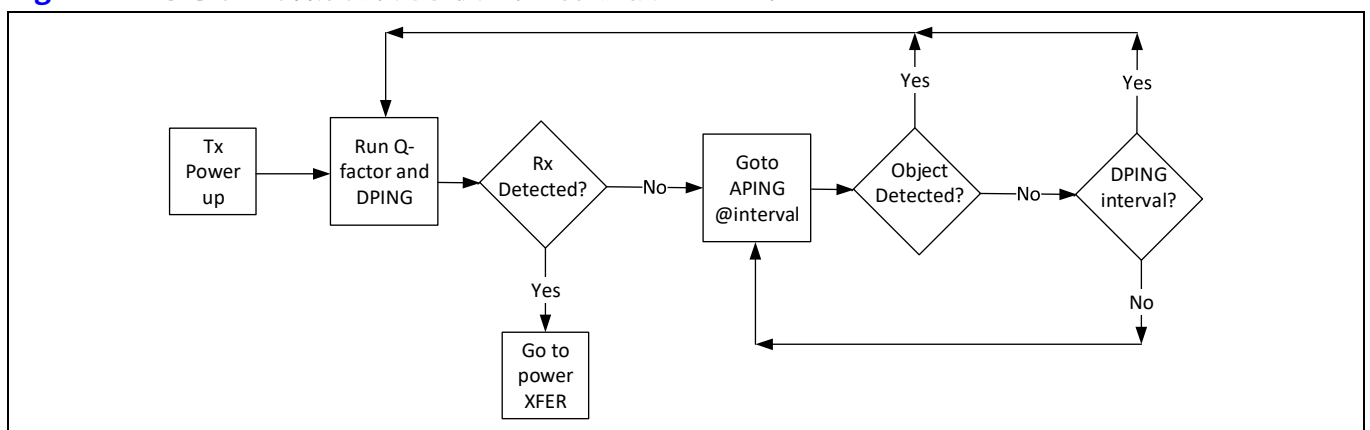 Tx
Power
up
Run Q-
factor and
DPING
Rx
Detected?
No
Yes
Go to
power
XFER
Goto
APING
@interval
Object
Detected?
Yes
No
DPING
interval?
Yes
No